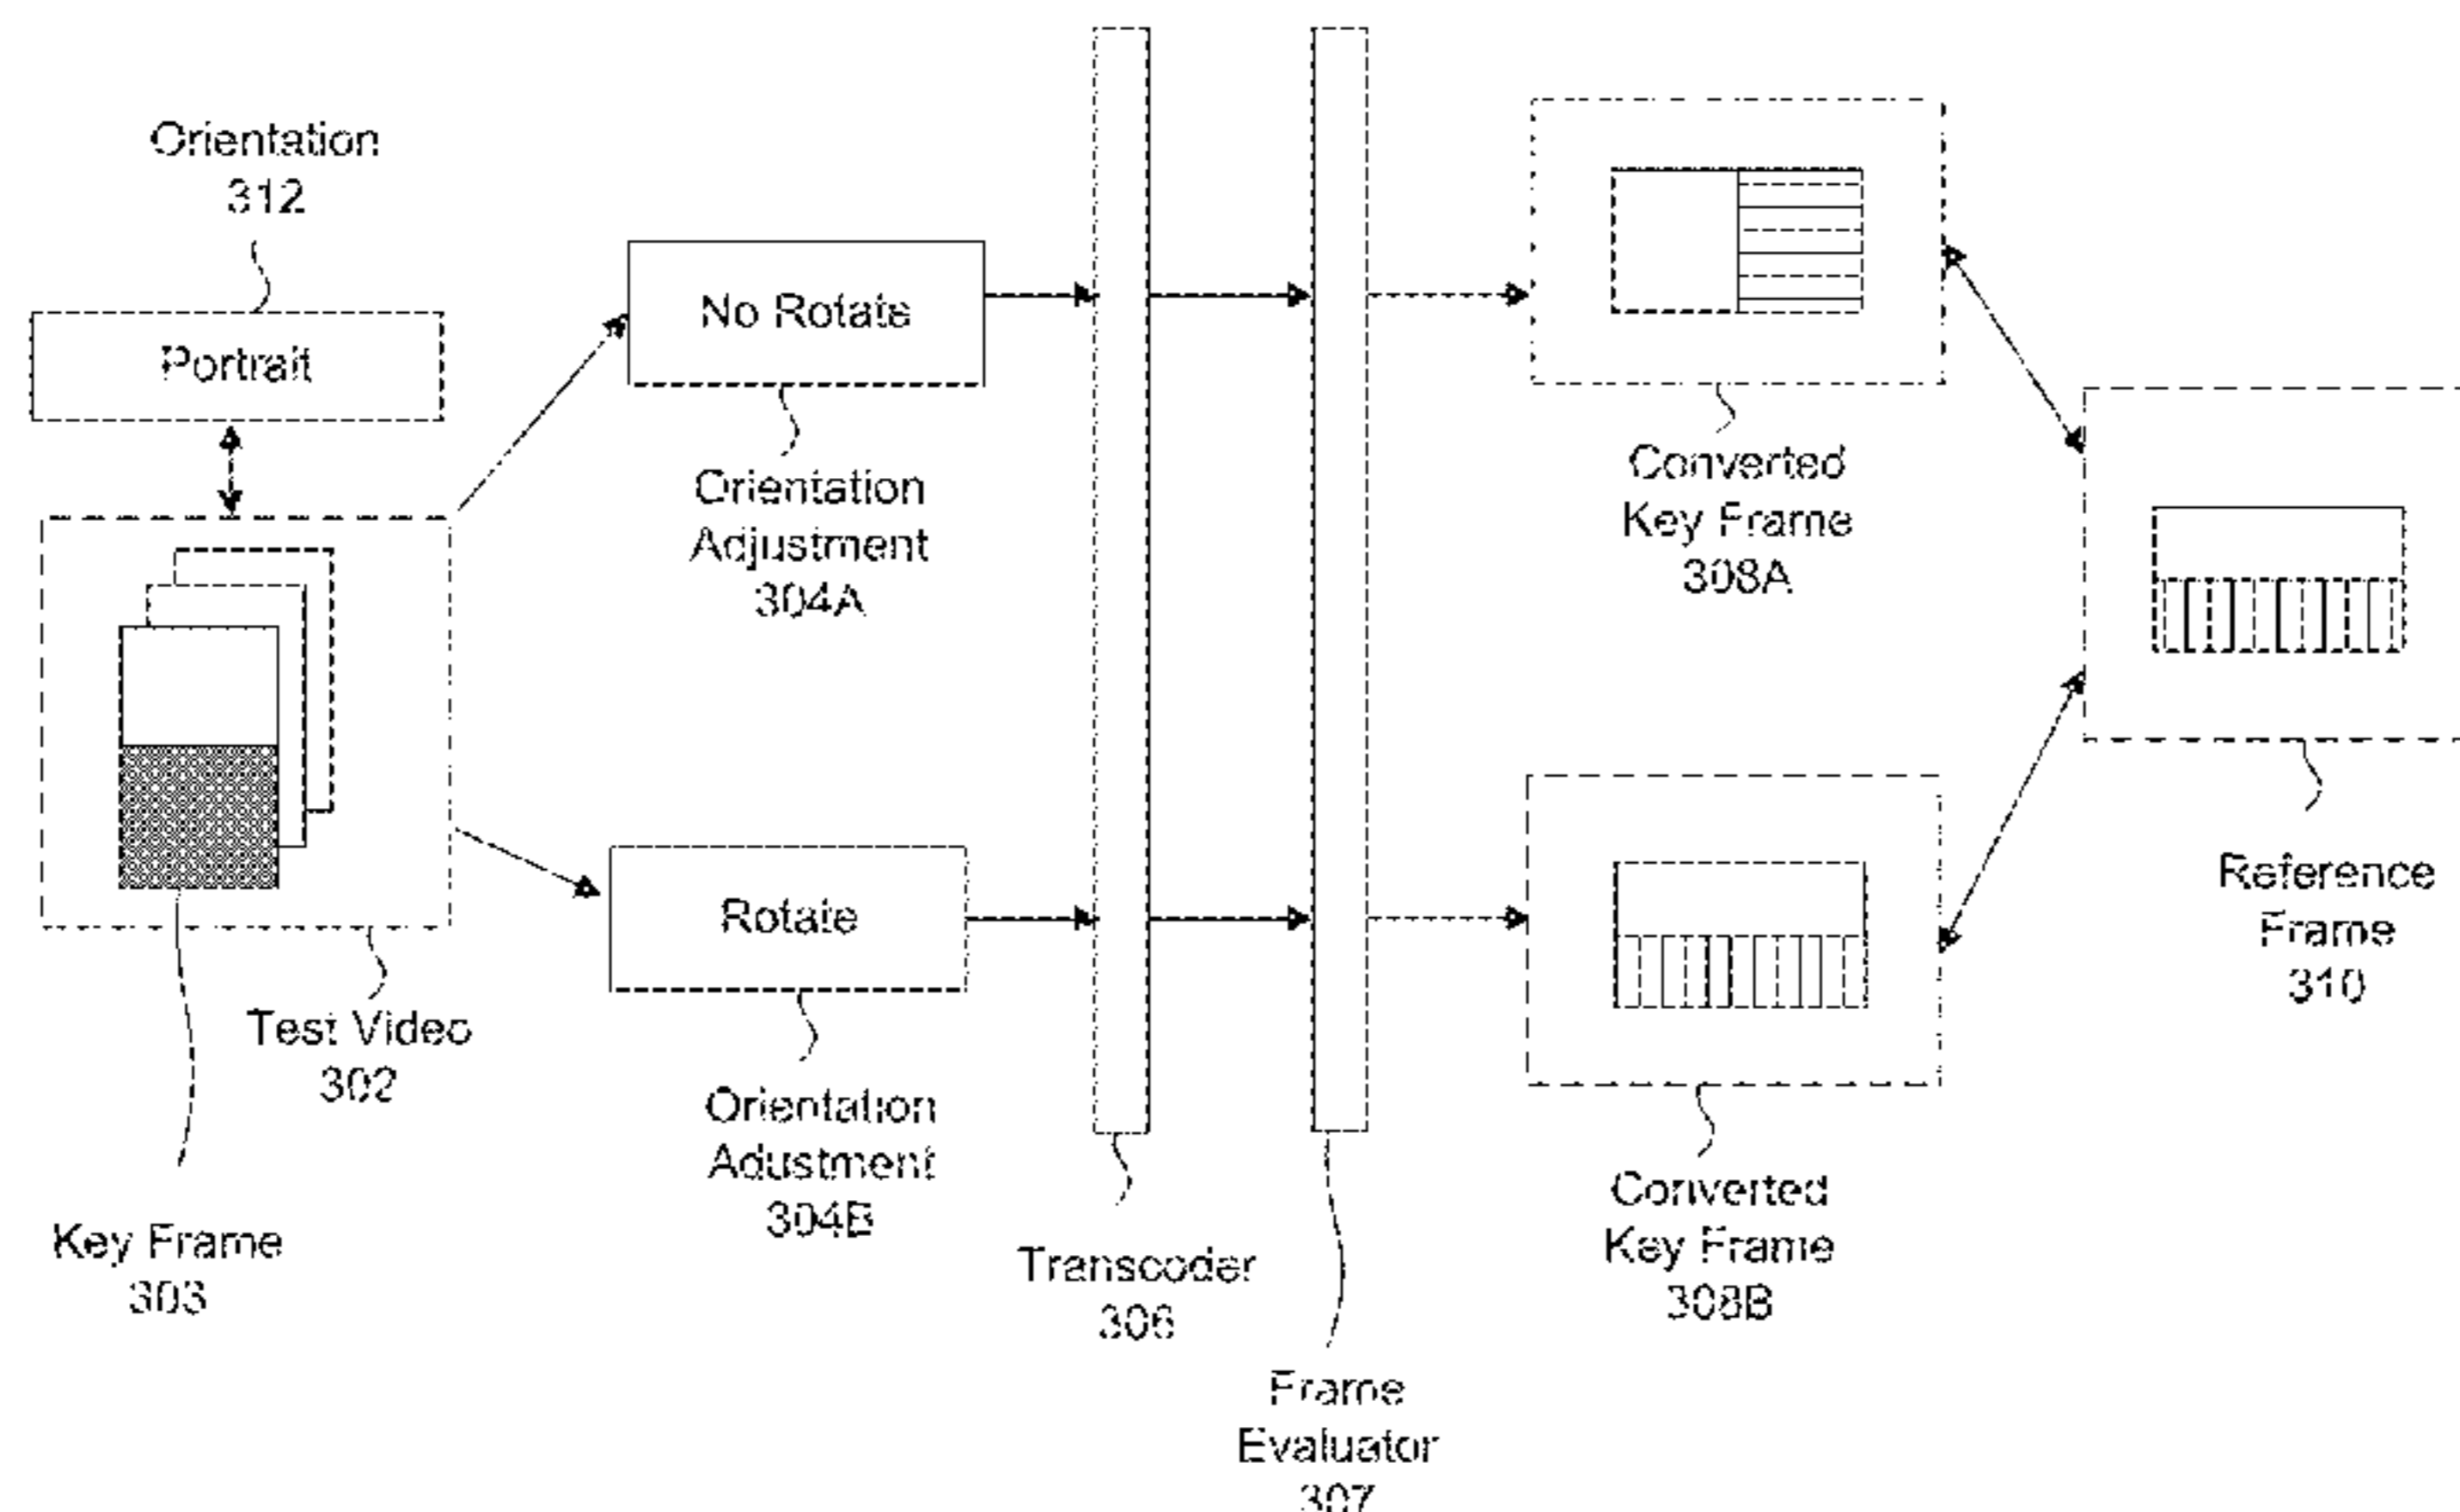 Orientation
312
Portrait
No Rotate
Orientation
Adjustment
304A
Converted
Key Frame
308A
Reference
Frame
310
Rotate
Test Video
302
Orientation
Adustment
304B
Key Frame
303
Transcoder
306
Converted
Key Frame
308B
Frame
Evaluator
307